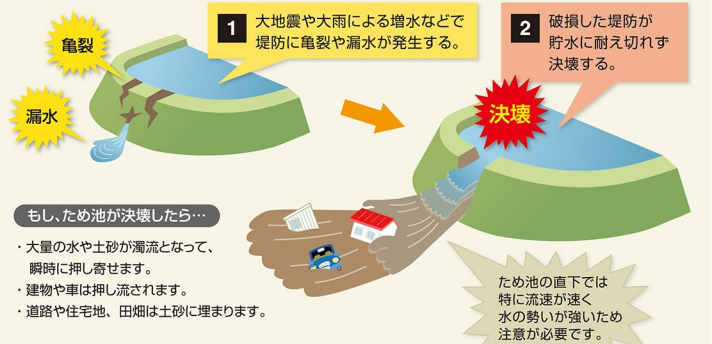 亀裂
漏水
1
大地震や大雨による増水などで
堤防に亀裂や漏水が発生する。
2
破損した堤防が
貯水に耐え切れず
決壊する。
決壊
もし、ため池が決壊したら…
・大量の水や土砂が濁流となって、
瞬時に押し寄せます。
・建物や車は押し流されます。
・道路や住宅地、田畑は土砂に埋まります。
ため池の直下では
特に流速が速く
水の勢いが強いため
注意が必要です。